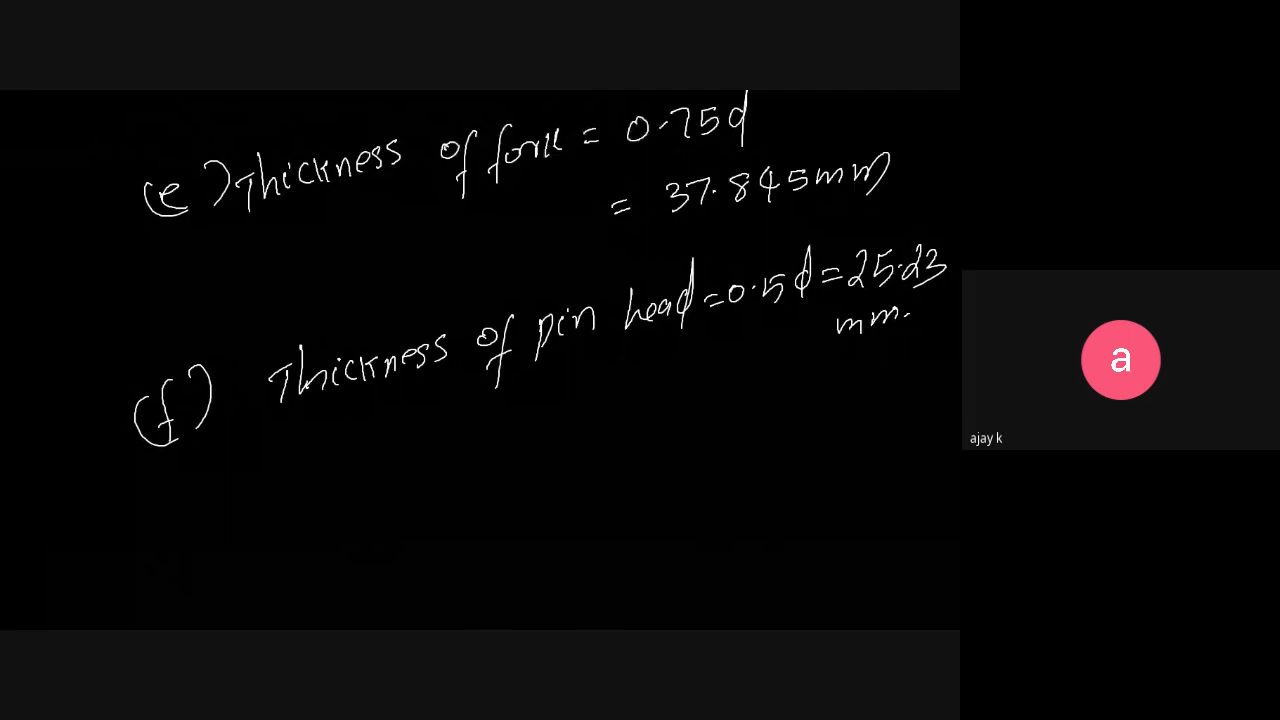 (e) Thickness of fork = 0.75d
= 37.845mm
(f) Thickness of pin head = 0.5d = 25.23
mm.
a
ajay k